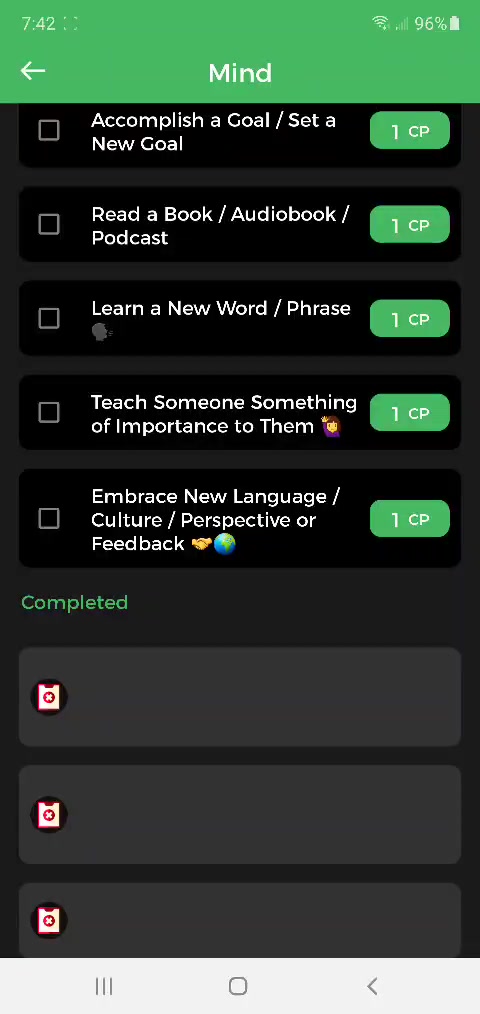 7:42
96%
Mind
Accomplish a Goal / Set a
New Goal
1 CP
Read a Book / Audiobook /
Podcast
1 CP
Learn a New Word / Phrase
🗣
1 CP
Teach Someone Something
of Importance to Them 🙋‍♀️
1 CP
Embrace New Language /
Culture / Perspective or
Feedback 🤝🌍
1 CP
Completed